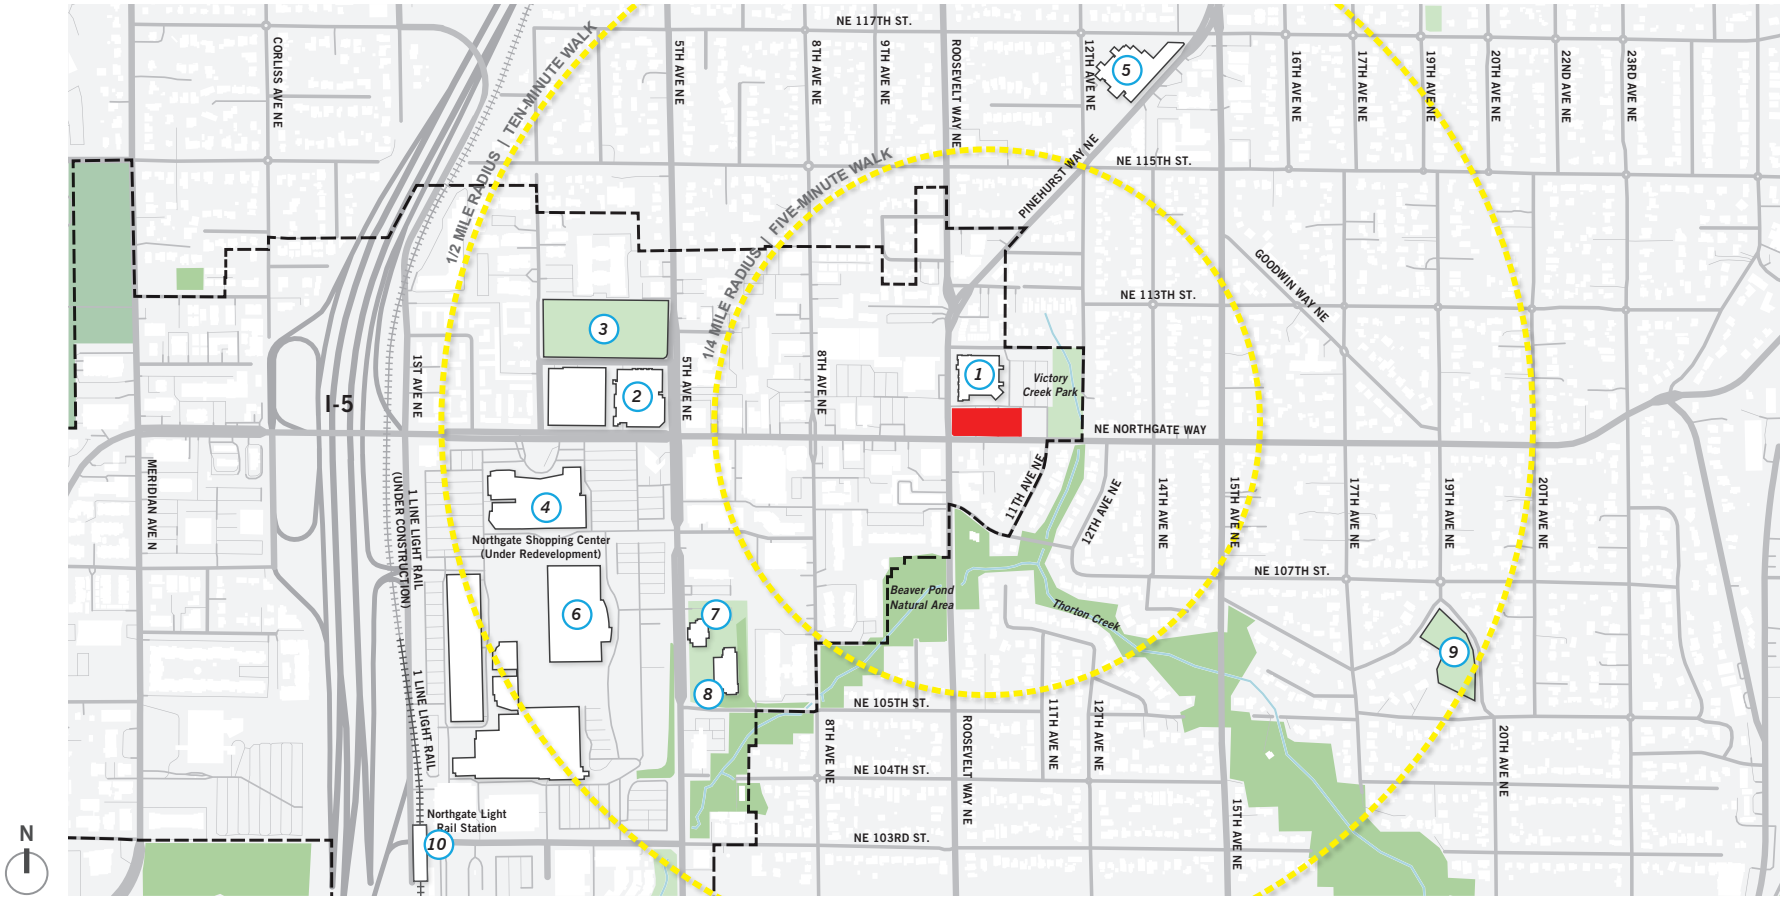 NE 117TH ST.
CORLISS AVE NE
5TH AVE NE
8TH AVE NE
9TH AVE NE
ROOSEVELT WAY NE
12TH AVE NE
5
16TH AVE NE
17TH AVE NE
19TH AVE NE
20TH AVE NE
22ND AVE NE
23RD AVE NE
1/2 MILE RADIUS | TEN-MINUTE WALK
1/4 MILE RADIUS | FIVE-MINUTE WALK
NE 115TH ST.
PINEHURST WAY NE
GOODWIN WAY NE
NE 113TH ST.
3
1ST AVE NE
5TH AVE NE
8TH AVE NE
1
Victory
Creek Park
2
I-5
NE NORTHGATE WAY
MERIDIAN AVE N
1 LINE LIGHT RAIL
(UNDER CONSTRUCTION)
4
Northgate Shopping Center
(Under Redevelopment)
11TH AVE NE
12TH AVE NE
14TH AVE NE
15TH AVE NE
17TH AVE NE
19TH AVE NE
20TH AVE NE
NE 107TH ST.
Beaver Pond
Natural Area
Thorton Creek
6
7
8
9
1 LINE LIGHT RAIL
NE 105TH ST.
8TH AVE NE
ROOSEVELT WAY NE
11TH AVE NE
12TH AVE NE
20TH AVE NE
NE 104TH ST.
15TH AVE NE
Northgate Light
Rail Station
10
NE 103RD ST.
N